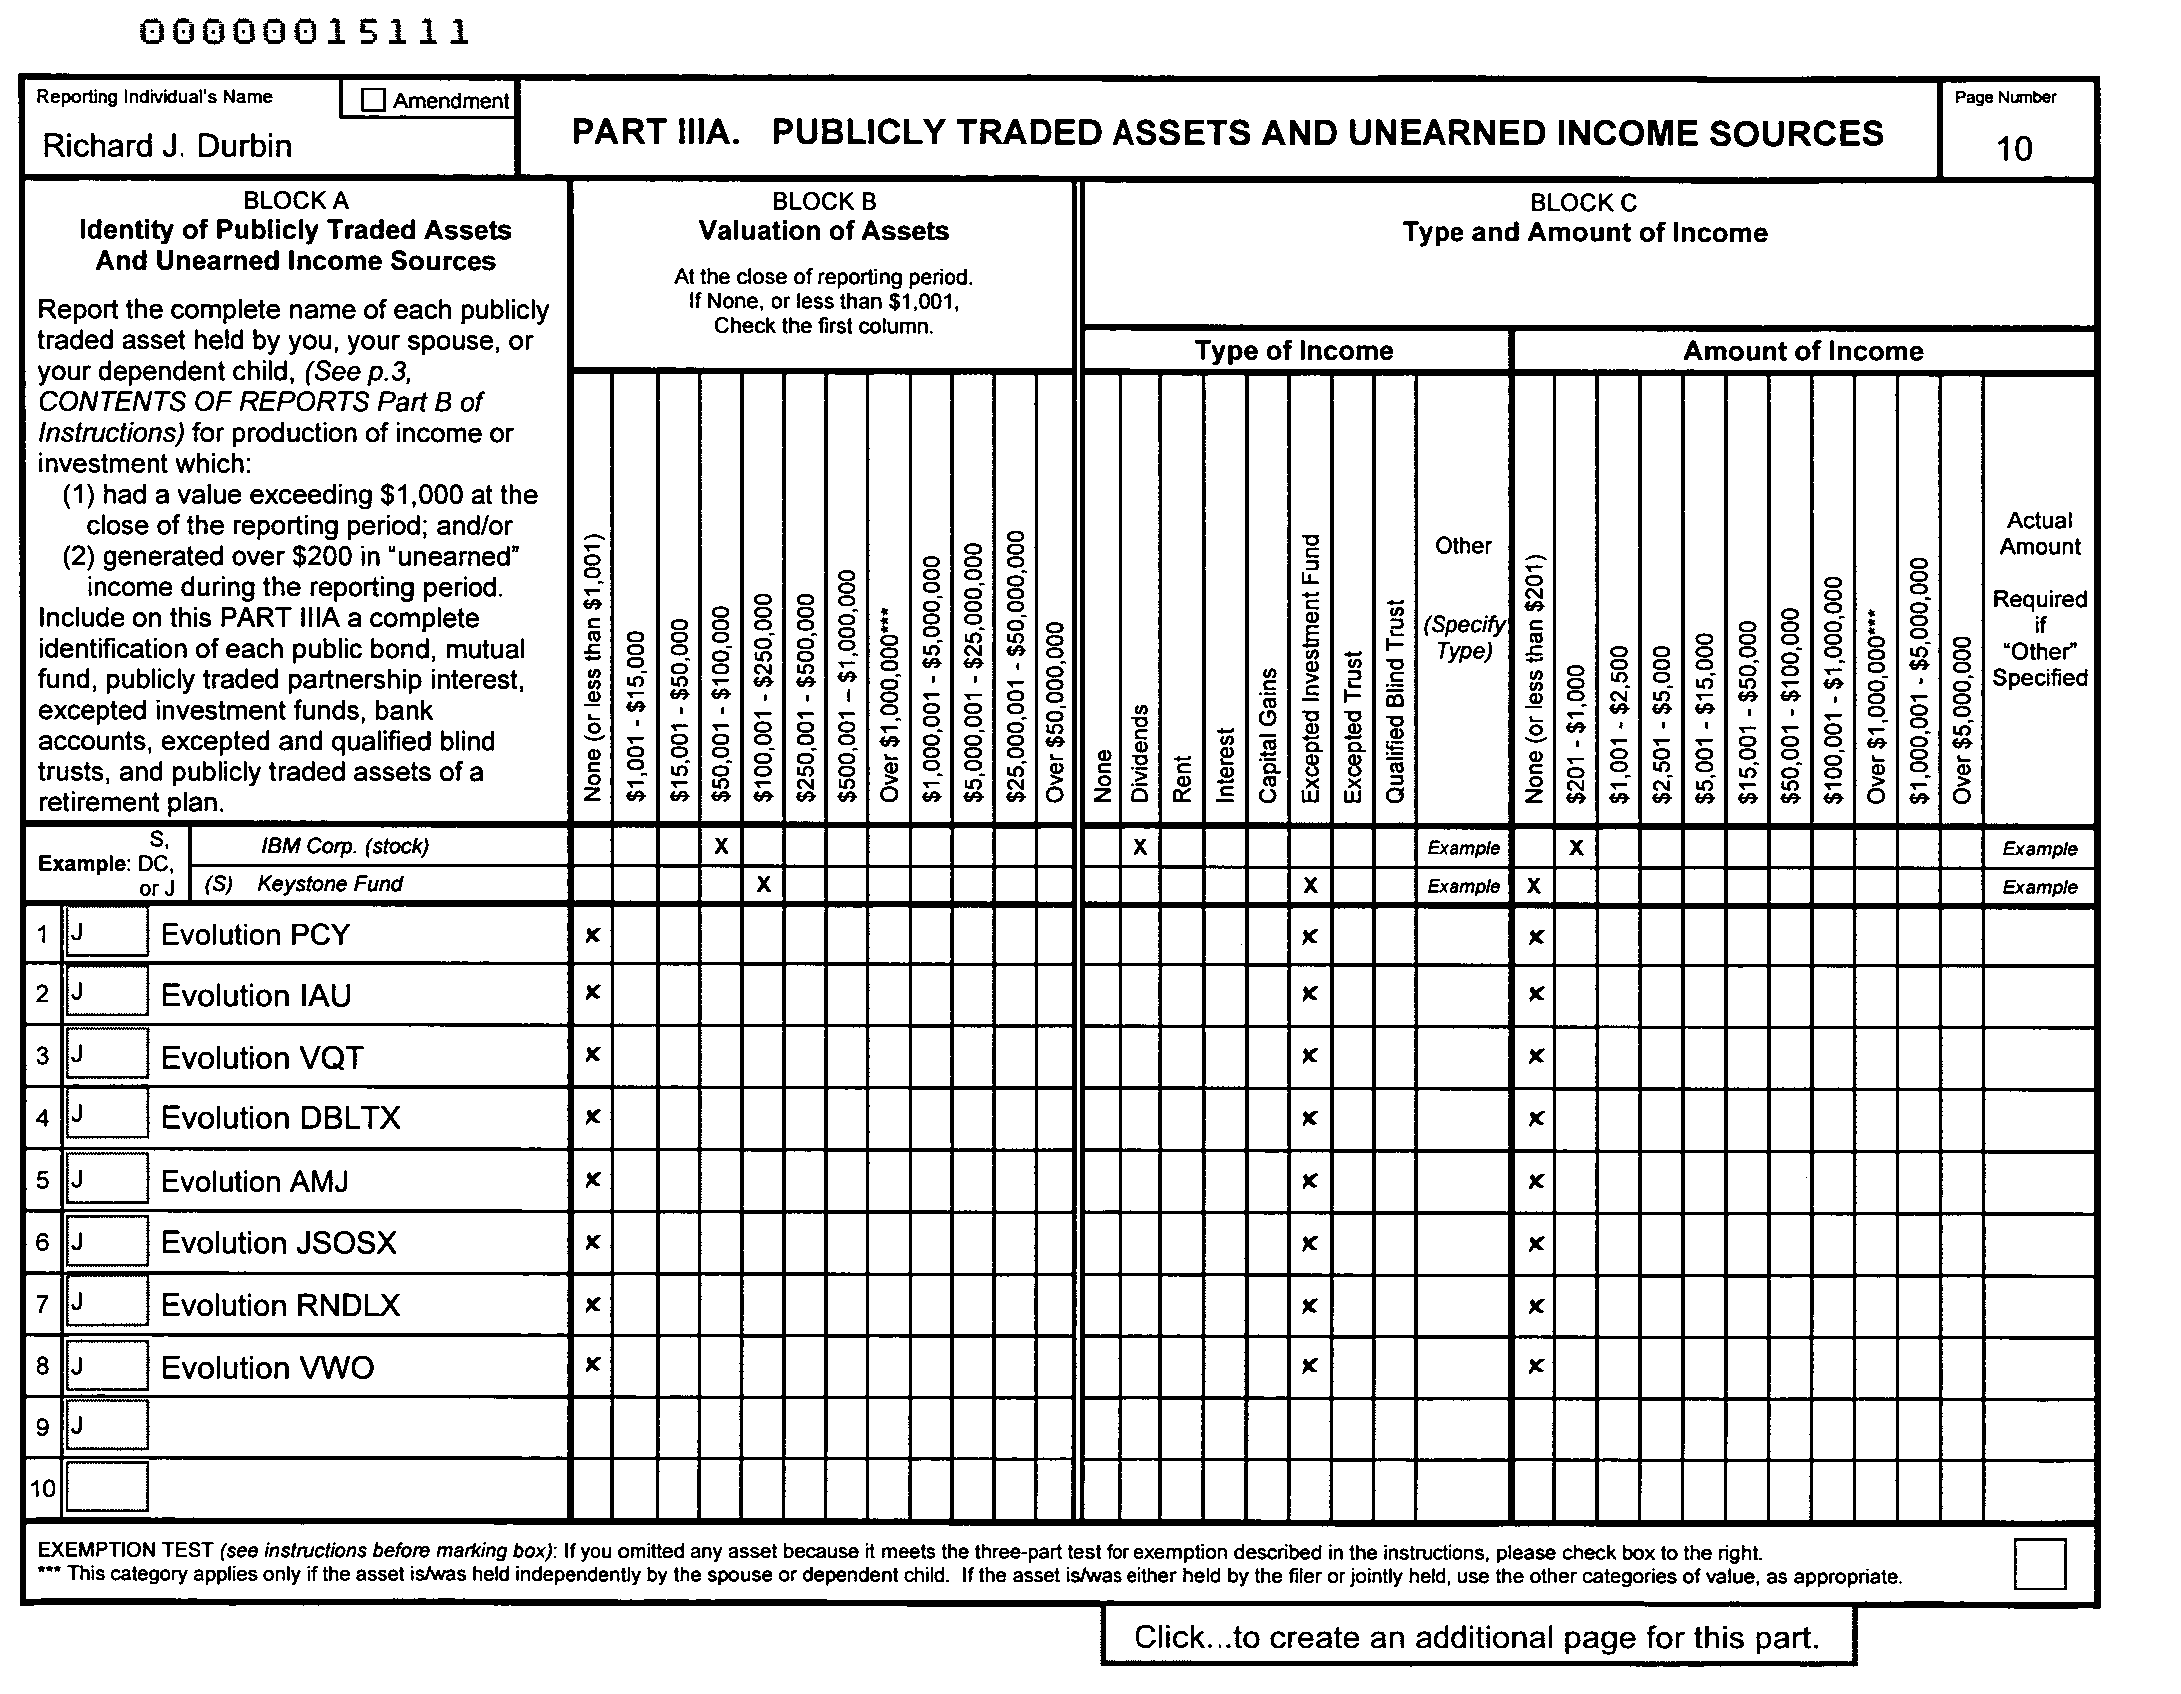 00000015111
Reporting Individual's Name
Amendment
Richard J. Durbin
PART IIIA. PUBLICLY TRADED ASSETS AND UNEARNED INCOME SOURCES
Page Number
10
BLOCK A
Identity of Publicly Traded Assets
And Unearned Income Sources
Report the complete name of each publicly
traded asset held by you, your spouse, or
your dependent child, (See p.3,
CONTENTS OF REPORTS Part B of
Instructions) for production of income or
investment which:
(1) had a value exceeding $1,000 at the
close of the reporting period; and/or
(2) generated over $200 in "unearned"
income during the reporting period.
Include on this PART IIIA a complete
identification of each public bond, mutual
fund, publicly traded partnership interest,
excepted investment funds, bank
accounts, excepted and qualified blind
trusts, and publicly traded assets of a
retirement plan.
BLOCK B
Valuation of Assets
At the close of reporting period.
If None, or less than $1,001,
Check the first column.
None (or less than $1,001)
$1,001 - $15,000
$15,001 - $50,000
$50,001 - $100,000
$100,001 - $250,000
$250,001 - $500,000
$500,001 – $1,000,000
Over $1,000,000***
$1,000,001 - $5,000,000
$5,000,001 - $25,000,000
$25,000,001 - $50,000,000
Over $50,000,000
BLOCK C
Type and Amount of Income
Type of Income
None
Dividends
Rent
Interest
Capital Gains
Excepted Investment Fund
Excepted Trust
Qualified Blind Trust
Other
(Specify
Type)
Amount of Income
None (or less than $201)
$201 - $1,000
$1,001 - $2,500
$2,501 - $5,000
$5,001 - $15,000
$15,001 - $50,000
$50,001 - $100,000
$100,001 - $1,000,000
Over $1,000,000***
$1,000,001 - $5,000,000
Over $5,000,000
Actual
Amount
Required
if
"Other"
Specified
Example: S, DC, or J
IBM Corp. (stock) X X Example X Example
(S) Keystone Fund X X Example X Example
1 J Evolution PCY x x x
2 J Evolution IAU x x x
3 J Evolution VQT x x x
4 J Evolution DBLTX x x x
5 J Evolution AMJ x x x
6 J Evolution JSOSX x x x
7 J Evolution RNDLX x x x
8 J Evolution VWO x x x
9 J
10
EXEMPTION TEST (see instructions before marking box): If you omitted any asset because it meets the three-part test for exemption described in the instructions, please check box to the right.
*** This category applies only if the asset is/was held independently by the spouse or dependent child. If the asset is/was either held by the filer or jointly held, use the other categories of value, as appropriate.
Click...to create an additional page for this part.